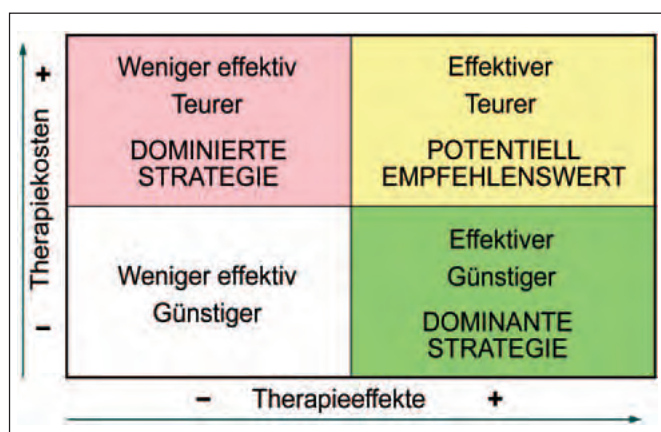 +
Therapiekosten
–
Weniger effektiv
Teurer
DOMINIERTE
STRATEGIE
Effektiver
Teurer
POTENTIELL
EMPFEHLENSWERT
Weniger effektiv
Günstiger
Effektiver
Günstiger
DOMINANTE
STRATEGIE
– Therapieeffekte +